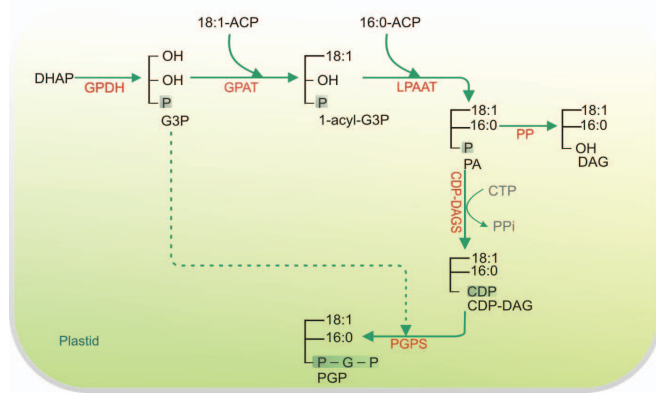 18:1-ACP
16:0-ACP
DHAP
GPDH
OH
OH
P
G3P
GPAT
18:1
OH
P
1-acyl-G3P
LPAAT
18:1
16:0
P
PA
PP
18:1
16:0
OH
DAG
CDP-DAGS
CTP
PPi
18:1
16:0
CDP
CDP-DAG
PGPS
18:1
16:0
P – G – P
PGP
Plastid